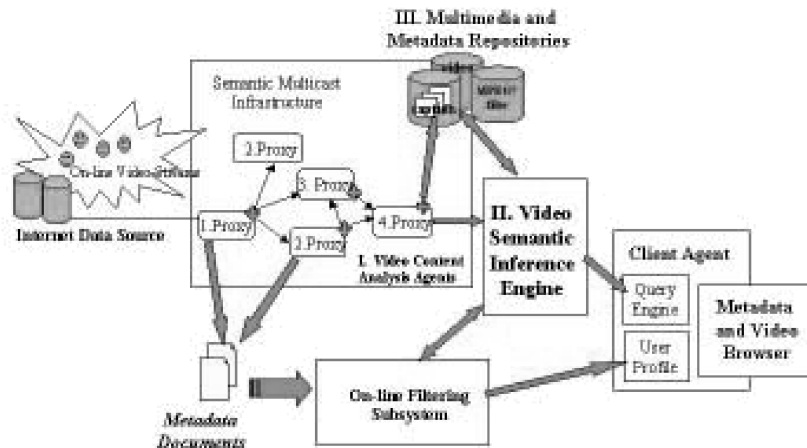 III. Multimedia and
Metadata Repositories
video
Semantic Multicast
Infrastructure
On-line Video Streams
2.Proxy
3. Proxy
1.Proxy
4.Proxy
2.Proxy
Internet Data Source
I. Video Content
Analysis Agents
II. Video
Semantic
Inference
Engine
Client Agent
Query
Engine
User
Profile
Metadata
and Video
Browser
On-line Filtering
Subsystem
Metadata
Documents